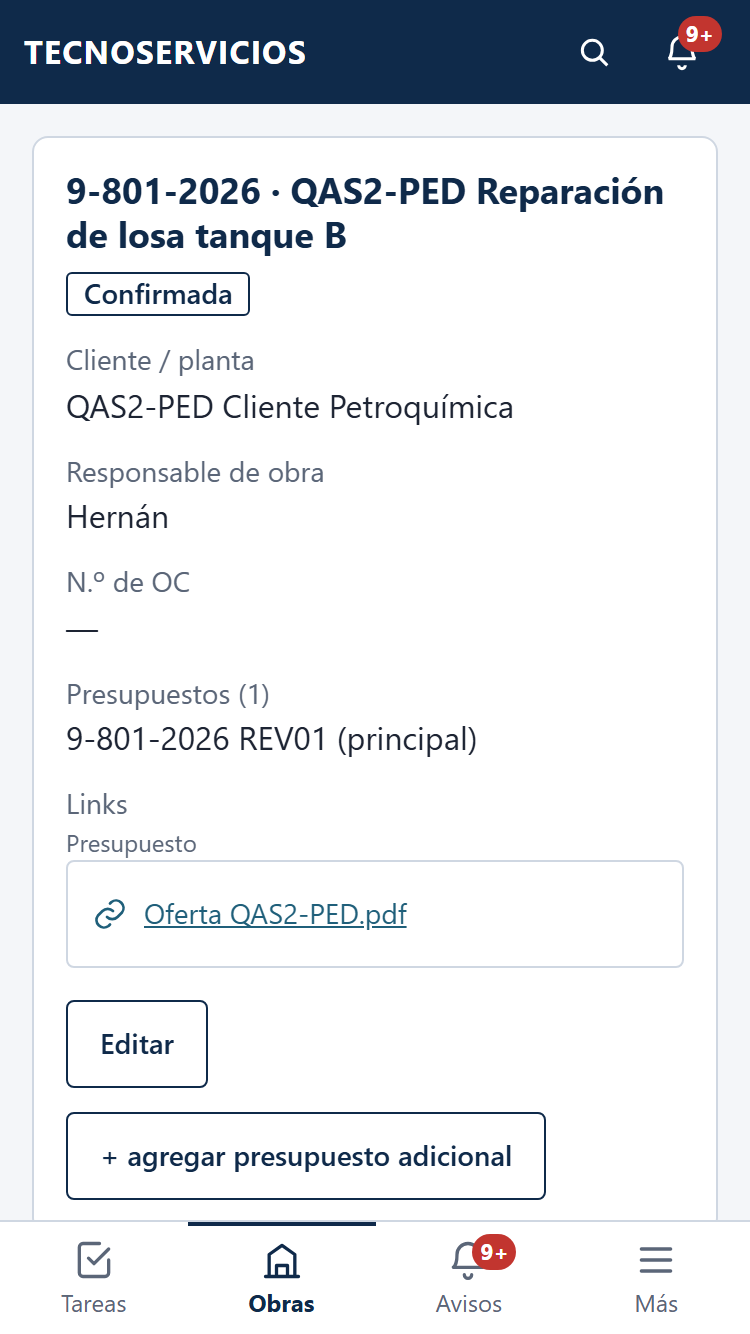 TECNOSERVICIOS
9+
9-801-2026 · QAS2-PED Reparación
de losa tanque B
Confirmada
Cliente / planta
QAS2-PED Cliente Petroquímica
Responsable de obra
Hernán
N.º de OC
—
Presupuestos (1)
9-801-2026 REV01 (principal)
Links
Presupuesto
Oferta QAS2-PED.pdf
Editar
+ agregar presupuesto adicional
9+
Tareas
Obras
Avisos
Más